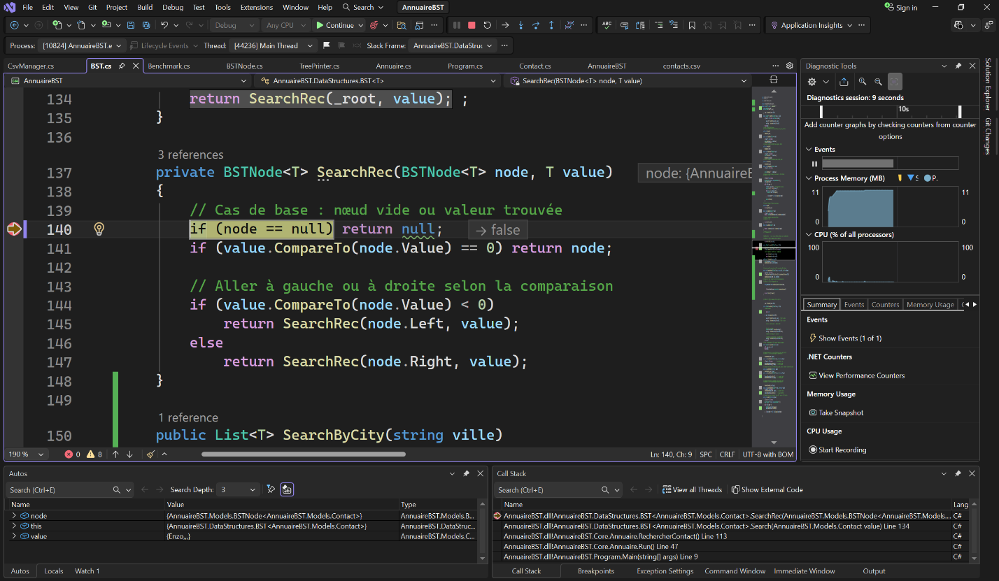 File Edit View Git Project Build Debug Test Tools Extensions Window Help Search AnnuaireBST Sign in
Debug Any CPU Continue Application Insights
Process: [10824] AnnuaireBST.e Lifecycle Events Thread: [44236] Main Thread Stack Frame: AnnuaireBST.DataStruc
CsvManager.cs BST.cs Benchmark.cs BSTNode.cs TreePrinter.cs Annuaire.cs Program.cs Contact.cs AnnuaireBST contacts.csv
AnnuaireBST AnnuaireBST.DataStructures.BST<T> SearchRec(BSTNode<T> node, T value)
134 return SearchRec(_root, value); ;
135 }
136
3 references
137 private BSTNode<T> SearchRec(BSTNode<T> node, T value) node: {AnnuaireB
138 {
139 // Cas de base : nœud vide ou valeur trouvée
140 if (node == null) return null; → false
141 if (value.CompareTo(node.Value) == 0) return node;
142
143 // Aller à gauche ou à droite selon la comparaison
144 if (value.CompareTo(node.Value) < 0)
145 return SearchRec(node.Left, value);
146 else
147 return SearchRec(node.Right, value);
148 }
149
1 reference
150 public List<T> SearchByCity(string ville)
190 % 0 8 Ln: 140, Ch: 9 SPC CRLF UTF-8 with BOM
Diagnostic Tools
Diagnostics session: 9 seconds
10s
Add counter graphs by checking counters from counter
options
Events
Process Memory (MB) S P.
11 11
0 0
CPU (% of all processors)
100 100
0 0
Summary Events Counters Memory Usage
Events
Show Events (1 of 1)
.NET Counters
View Performance Counters
Memory Usage
Take Snapshot
CPU Usage
Start Recording
Solution Explorer
Git Changes
Autos
Search (Ctrl+E) Search Depth: 3
Name Value Type
node {AnnuaireBST.Models.BSTNode<AnnuaireBST.Models.Contact>} AnnuaireBST.Models.B...
this {AnnuaireBST.DataStructures.BST<AnnuaireBST.Models.Contact>} AnnuaireBST.DataStruc...
value {Enzo,,,} AnnuaireBST.Models.C...
Autos Locals Watch 1
Call Stack
Search (Ctrl+E) View all Threads Show External Code
Name Lang
AnnuaireBST.dll!AnnuaireBST.DataStructures.BST<AnnuaireBST.Models.Contact>.SearchRec(AnnuaireBST.Models.BSTNode<AnnuaireBST.Models.... C#
AnnuaireBST.dll!AnnuaireBST.DataStructures.BST<AnnuaireBST.Models.Contact>.Search(AnnuaireBST.Models.Contact value) Line 134 C#
AnnuaireBST.dll!AnnuaireBST.Core.Annuaire.RechercherContact() Line 113 C#
AnnuaireBST.dll!AnnuaireBST.Core.Annuaire.Run() Line 47 C#
AnnuaireBST.dll!AnnuaireBST.Program.Main(string[] args) Line 9 C#
Call Stack Breakpoints Exception Settings Command Window Immediate Window Output